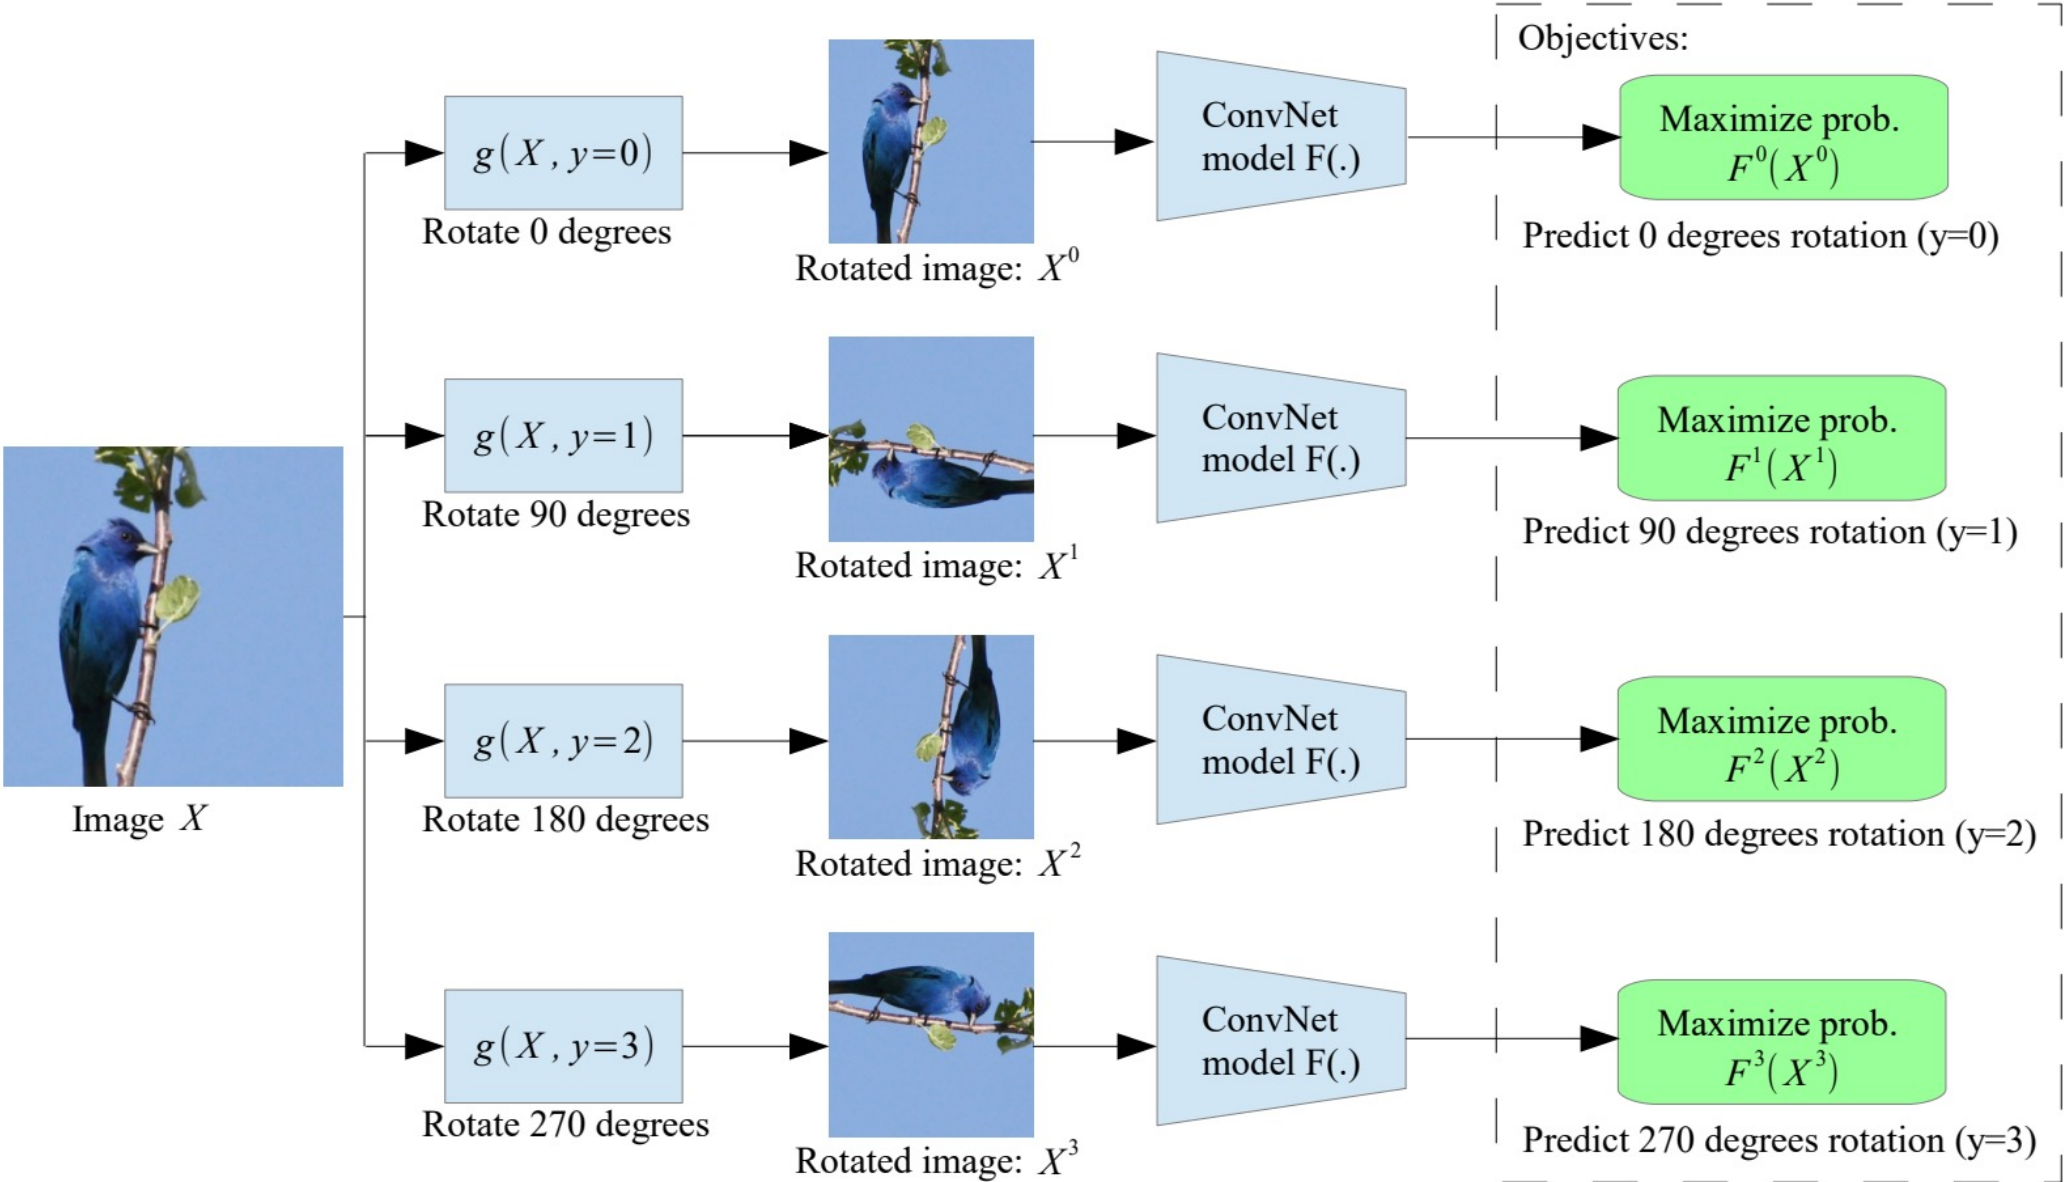 Objectives:
g(X, y=0)
Rotate 0 degrees
Rotated image: X⁰
ConvNet
model F(.)
Maximize prob.
F⁰(X⁰)
Predict 0 degrees rotation (y=0)
g(X, y=1)
Rotate 90 degrees
Rotated image: X¹
ConvNet
model F(.)
Maximize prob.
F¹(X¹)
Predict 90 degrees rotation (y=1)
Image X
g(X, y=2)
Rotate 180 degrees
Rotated image: X²
ConvNet
model F(.)
Maximize prob.
F²(X²)
Predict 180 degrees rotation (y=2)
g(X, y=3)
Rotate 270 degrees
Rotated image: X³
ConvNet
model F(.)
Maximize prob.
F³(X³)
Predict 270 degrees rotation (y=3)